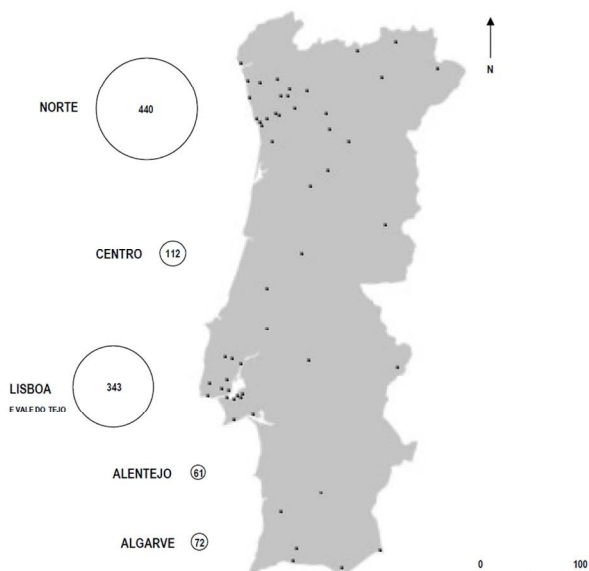 N
NORTE
440
CENTRO
112
LISBOA
E VALE DO TEJO
343
ALENTEJO
61
ALGARVE
72
0
100